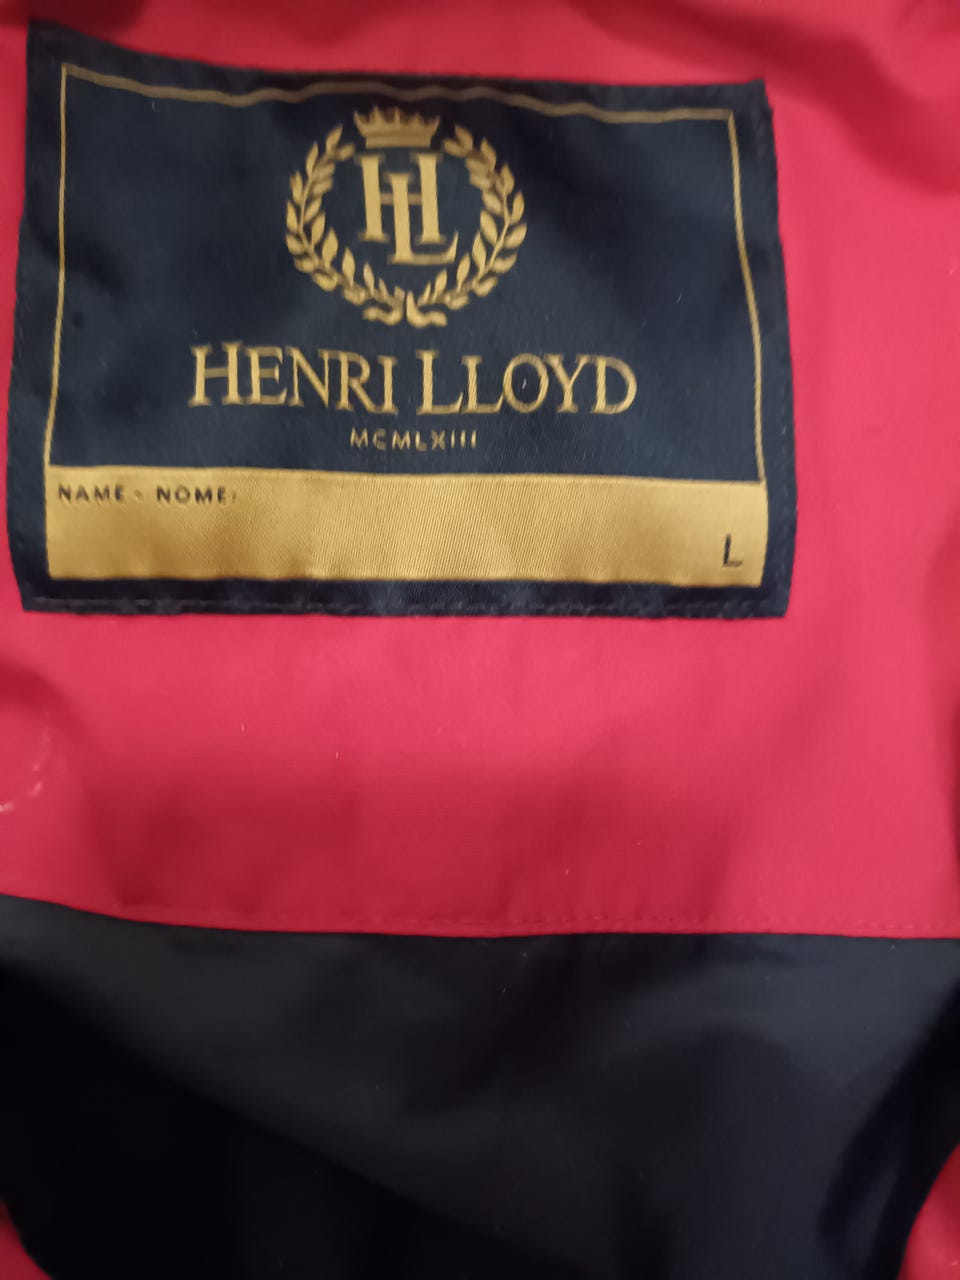 HL
HENRI LLOYD
MCMLXIII
NAME - NOME:
L